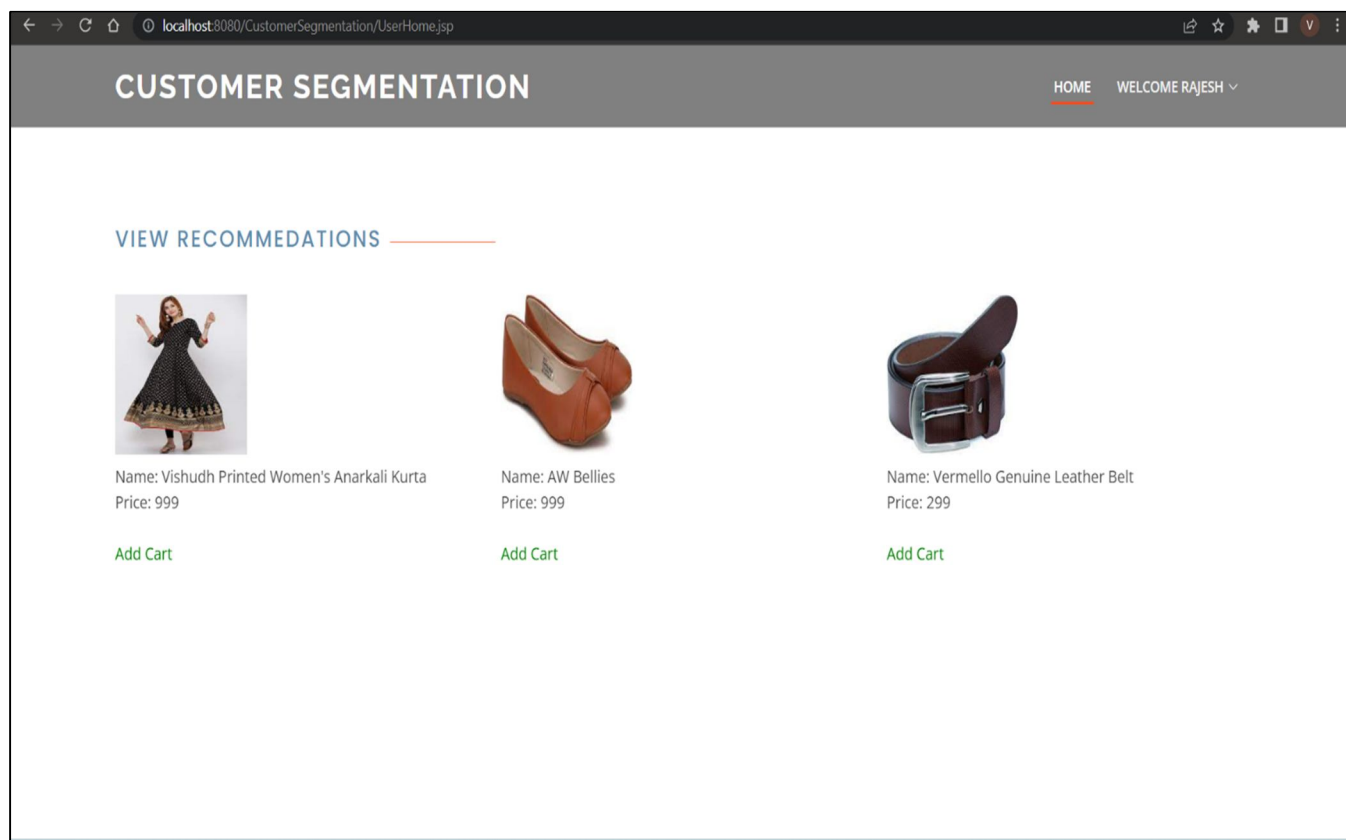 localhost:8080/CustomerSegmentation/UserHome.jsp
V
CUSTOMER SEGMENTATION
HOME
WELCOME RAJESH
VIEW RECOMMEDATIONS
Name: Vishudh Printed Women's Anarkali Kurta
Price: 999
Add Cart
Name: AW Bellies
Price: 999
Add Cart
Name: Vermello Genuine Leather Belt
Price: 299
Add Cart